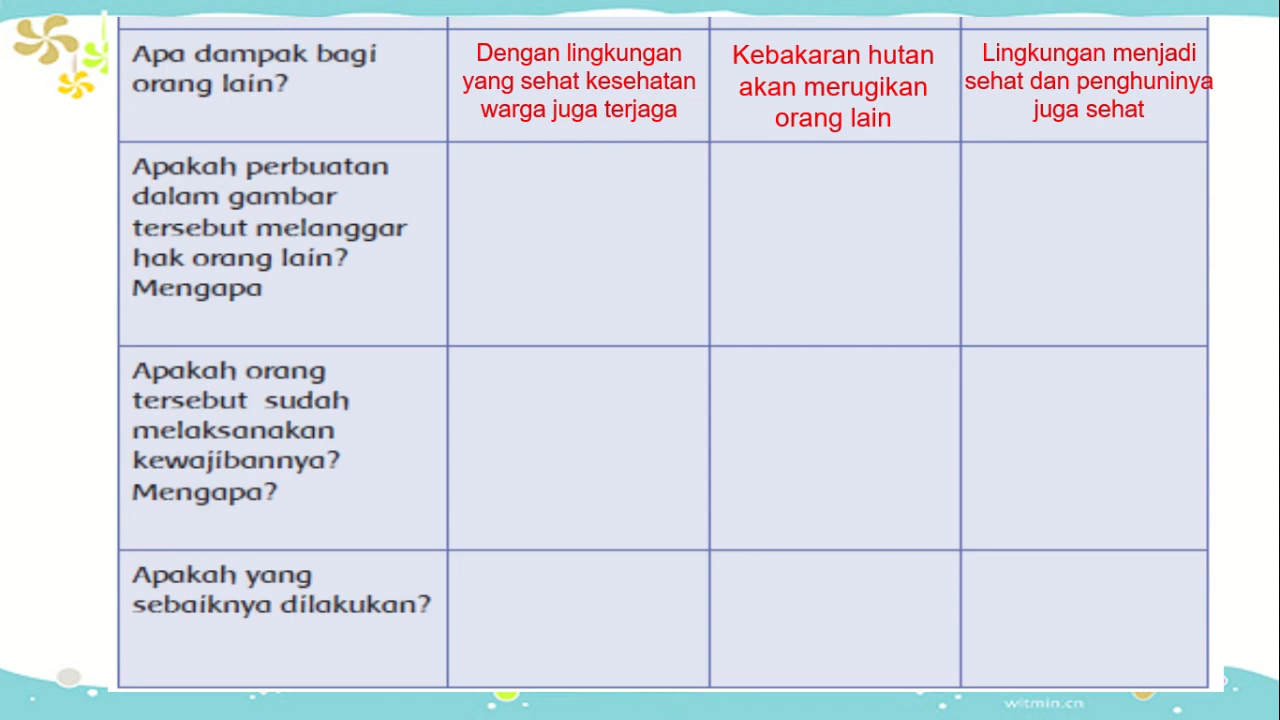 Apa dampak bagi
orang lain?
Dengan lingkungan
yang sehat kesehatan
warga juga terjaga
Kebakaran hutan
akan merugikan
orang lain
Lingkungan menjadi
sehat dan penghuninya
juga sehat
Apakah perbuatan
dalam gambar
tersebut melanggar
hak orang lain?
Mengapa
Apakah orang
tersebut sudah
melaksanakan
kewajibannya?
Mengapa?
Apakah yang
sebaiknya dilakukan?
witmin.cn